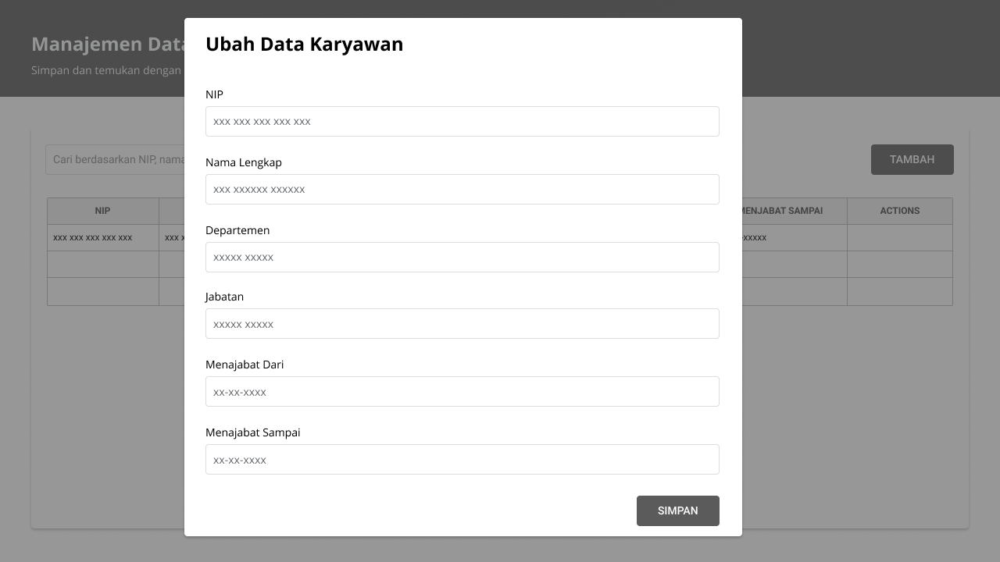 Manajemen Data
Simpan dan temukan dengan
Ubah Data Karyawan
NIP
xxx xxx xxx xxx xxx
Nama Lengkap
xxx xxxxxx xxxxxx
Departemen
xxxxx xxxxx
Jabatan
xxxxx xxxxx
Menajabat Dari
xx-xx-xxxx
Menajabat Sampai
xx-xx-xxxx
SIMPAN
Cari berdasarkan NIP, nama
TAMBAH
NIP
MENJABAT SAMPAI
ACTIONS
xxx xxx xxx xxx xxx
xxx x
-xxxxx